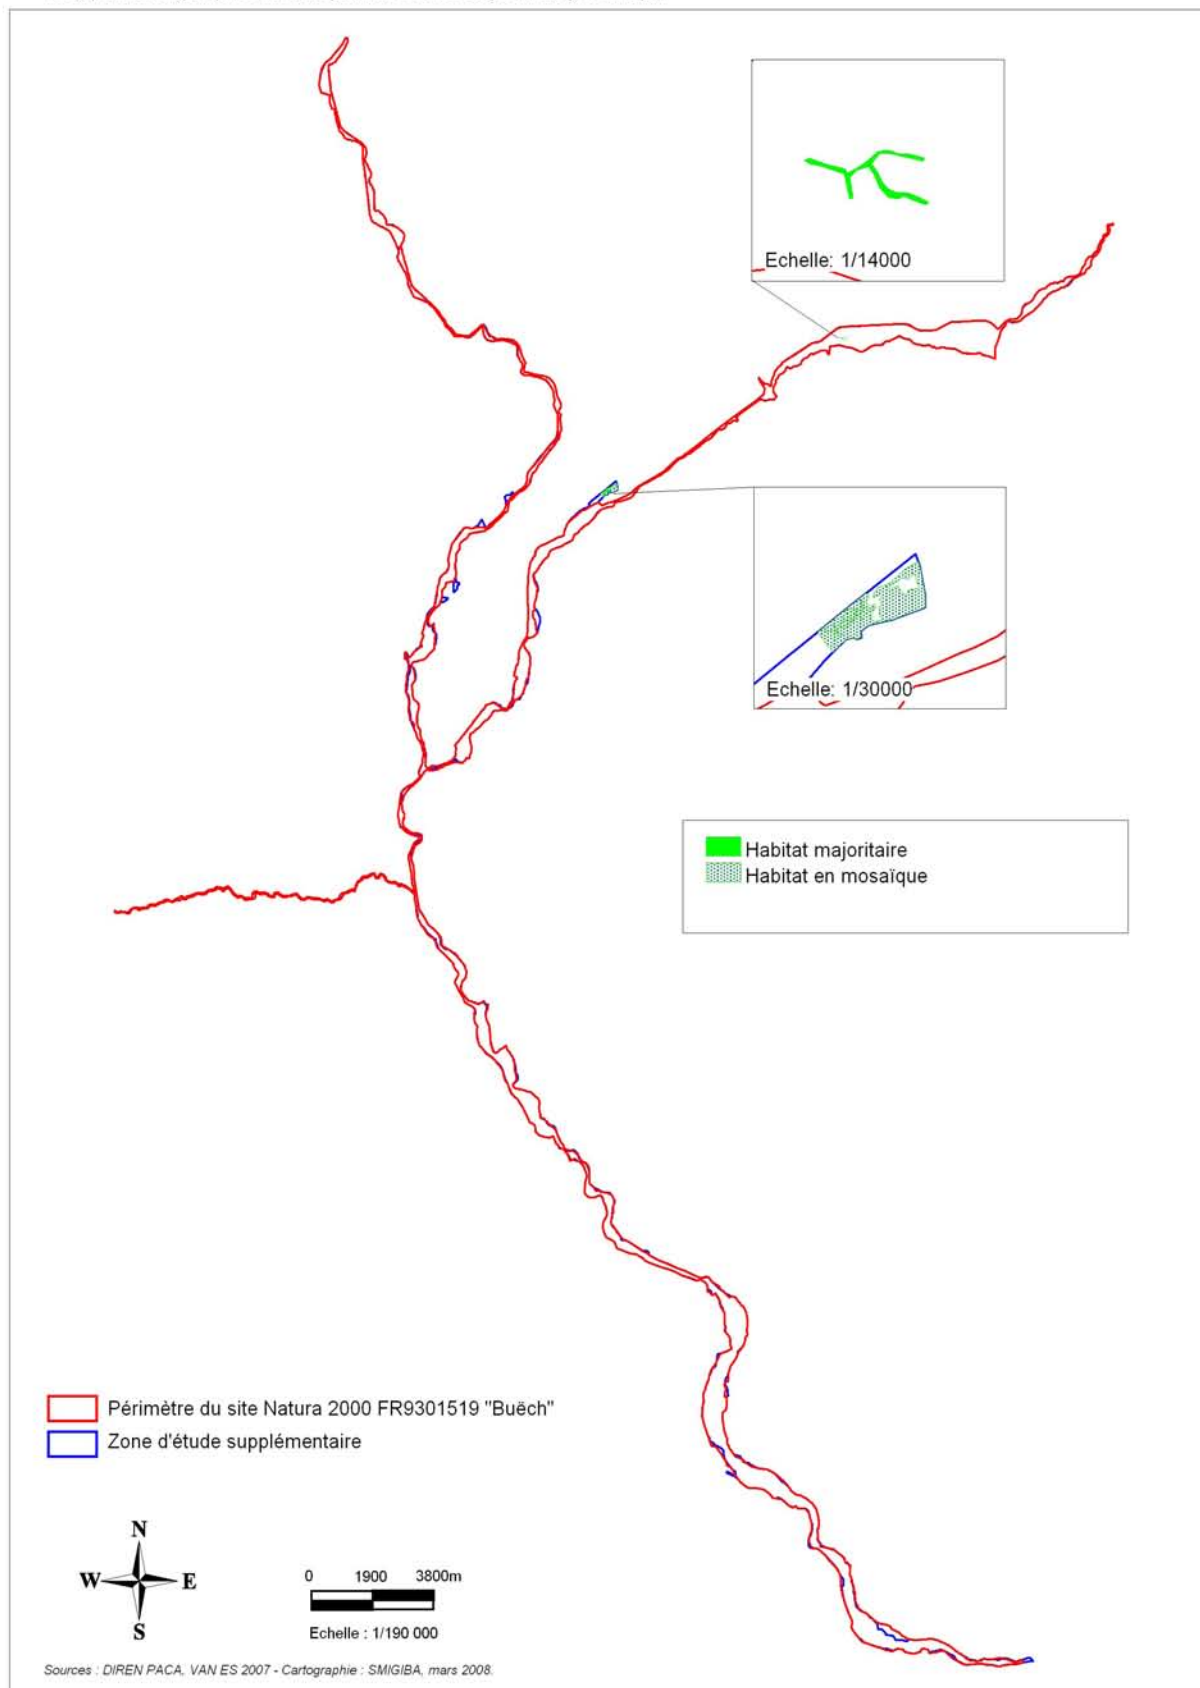 Echelle: 1/14000
Echelle: 1/30000
Habitat majoritaire
Habitat en mosaïque
Périmètre du site Natura 2000 FR9301519 "Buëch"
Zone d'étude supplémentaire
N
W E
S
0 1900 3800m
Echelle : 1/190 000
Sources : DIREN PACA, VAN ES 2007 - Cartographie : SMIGIBA, mars 2008.